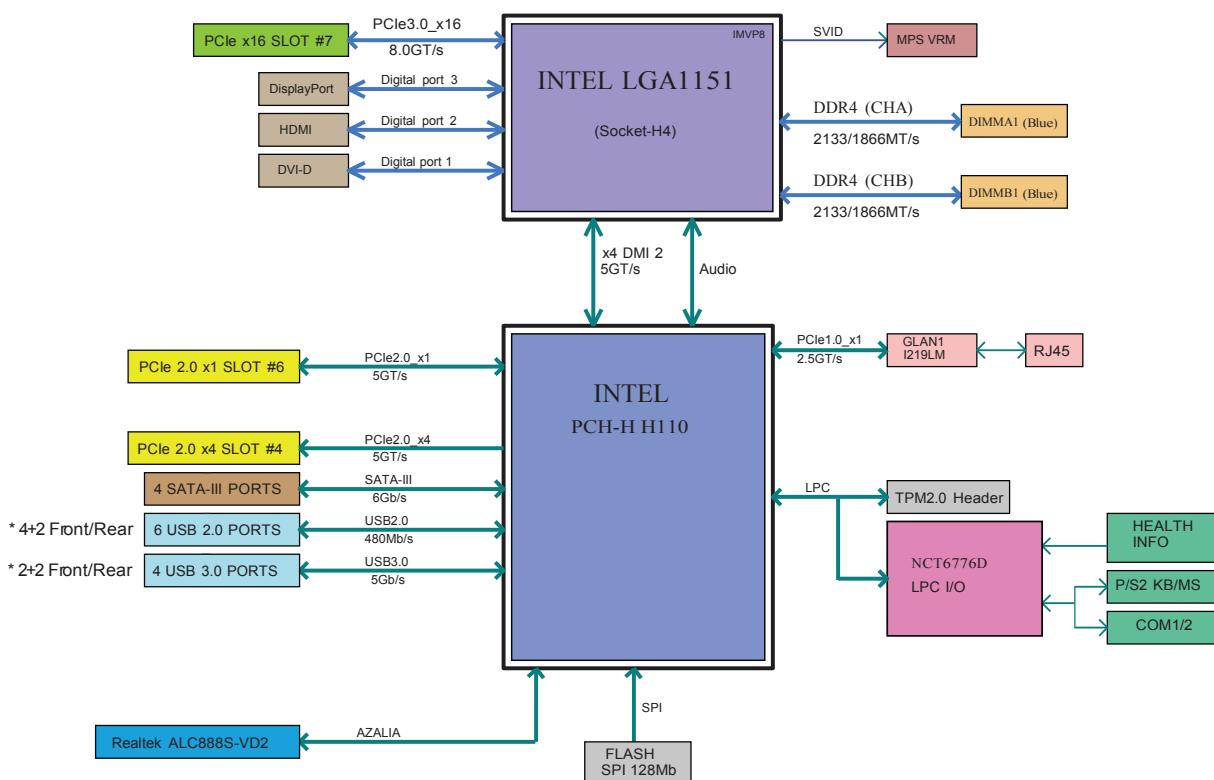 PCIe x16 SLOT #7
PCIe3.0_x16
8.0GT/s
IMVP8
INTEL LGA1151
(Socket-H4)
SVID
MPS VRM
DisplayPort
Digital port 3
HDMI
Digital port 2
DVI-D
Digital port 1
DDR4 (CHA)
2133/1866MT/s
DIMMA1 (Blue)
DDR4 (CHB)
2133/1866MT/s
DIMMB1 (Blue)
x4 DMI 2
5GT/s
Audio
PCIe 2.0 x1 SLOT #6
PCIe2.0_x1
5GT/s
INTEL
PCH-H H110
PCIe1.0_x1
2.5GT/s
GLAN1
I219LM
RJ45
PCIe 2.0 x4 SLOT #4
PCIe2.0_x4
5GT/s
4 SATA-III PORTS
SATA-III
6Gb/s
* 4+2 Front/Rear
6 USB 2.0 PORTS
USB2.0
480Mb/s
* 2+2 Front/Rear
4 USB 3.0 PORTS
USB3.0
5Gb/s
LPC
TPM2.0 Header
NCT6776D
LPC I/O
HEALTH
INFO
P/S2 KB/MS
COM1/2
Realtek ALC888S-VD2
AZALIA
SPI
FLASH
SPI 128Mb